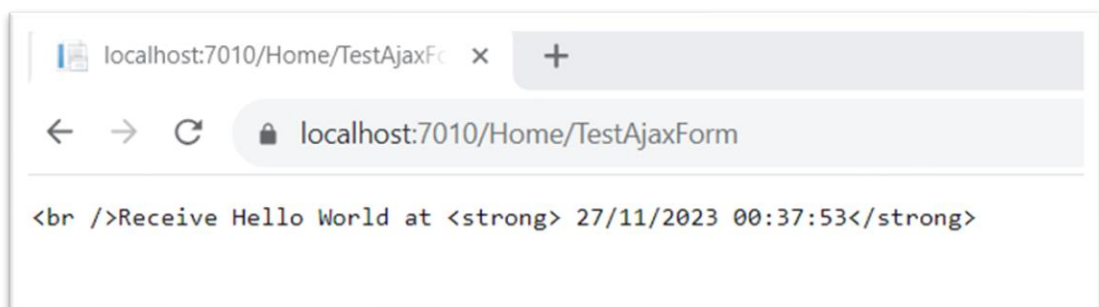 localhost:7010/Home/TestAjaxFo
localhost:7010/Home/TestAjaxForm
<br />Receive Hello World at <strong> 27/11/2023 00:37:53</strong>